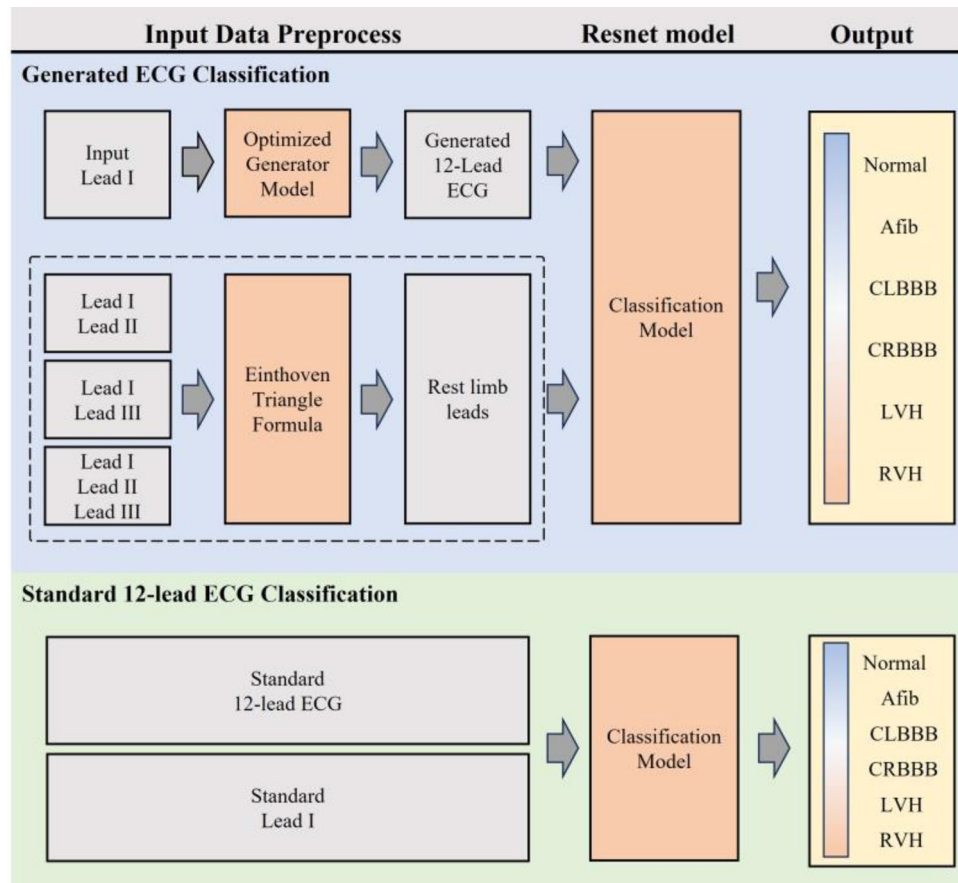 Input Data Preprocess
Resnet model
Output
Generated ECG Classification
Input
Lead I
Optimized
Generator
Model
Generated
12-Lead
ECG
Lead I
Lead II
Lead I
Lead III
Lead I
Lead II
Lead III
Einthoven
Triangle
Formula
Rest limb
leads
Classification
Model
Normal
Afib
CLBBB
CRBBB
LVH
RVH
Standard 12-lead ECG Classification
Standard
12-lead ECG
Standard
Lead I
Classification
Model
Normal
Afib
CLBBB
CRBBB
LVH
RVH